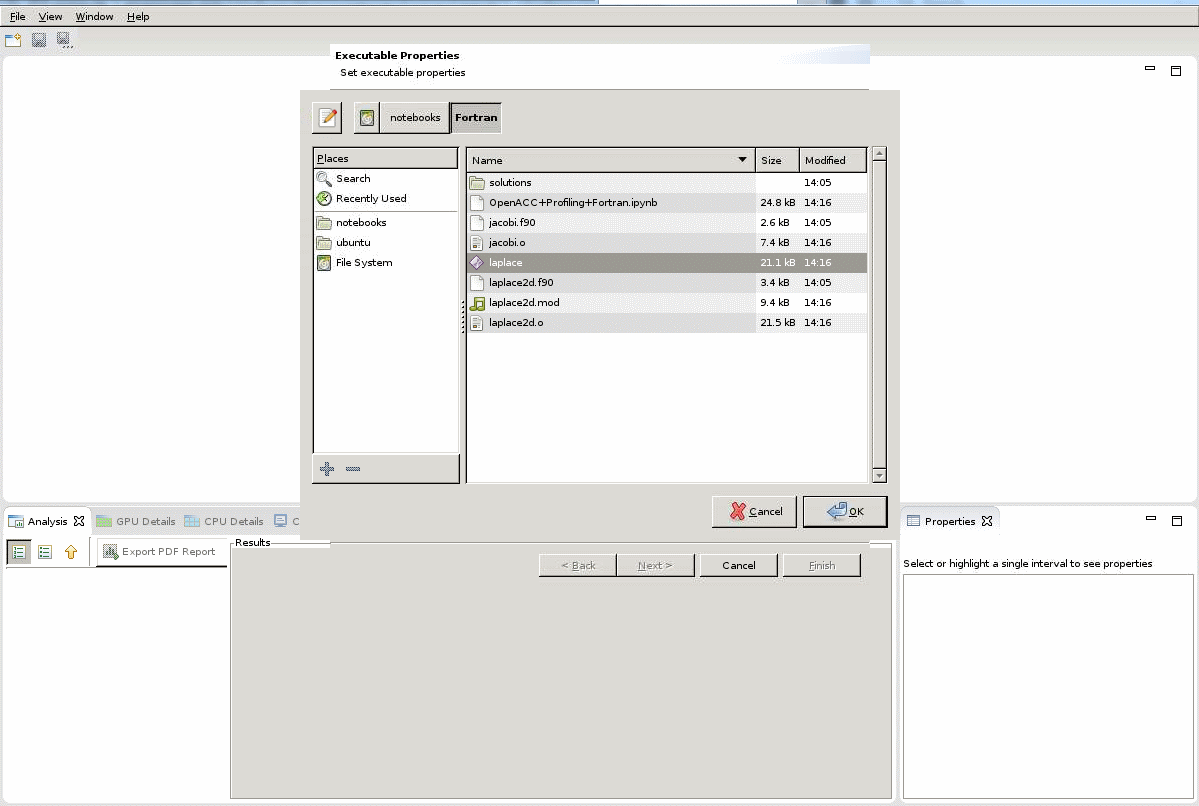 File View Window Help
Executable Properties
Set executable properties
notebooks Fortran
Places
Search
Recently Used
notebooks
ubuntu
File System
Name Size Modified
solutions 14:05
OpenACC+Profiling+Fortran.ipynb 24.8 kB 14:16
jacobi.f90 2.6 kB 14:05
jacobi.o 7.4 kB 14:16
laplace 21.1 kB 14:16
laplace2d.f90 3.4 kB 14:05
laplace2d.mod 9.4 kB 14:16
laplace2d.o 21.5 kB 14:16
Cancel OK
Analysis GPU Details CPU Details C
Export PDF Report
Results
< Back Next > Cancel Finish
Properties
Select or highlight a single interval to see properties